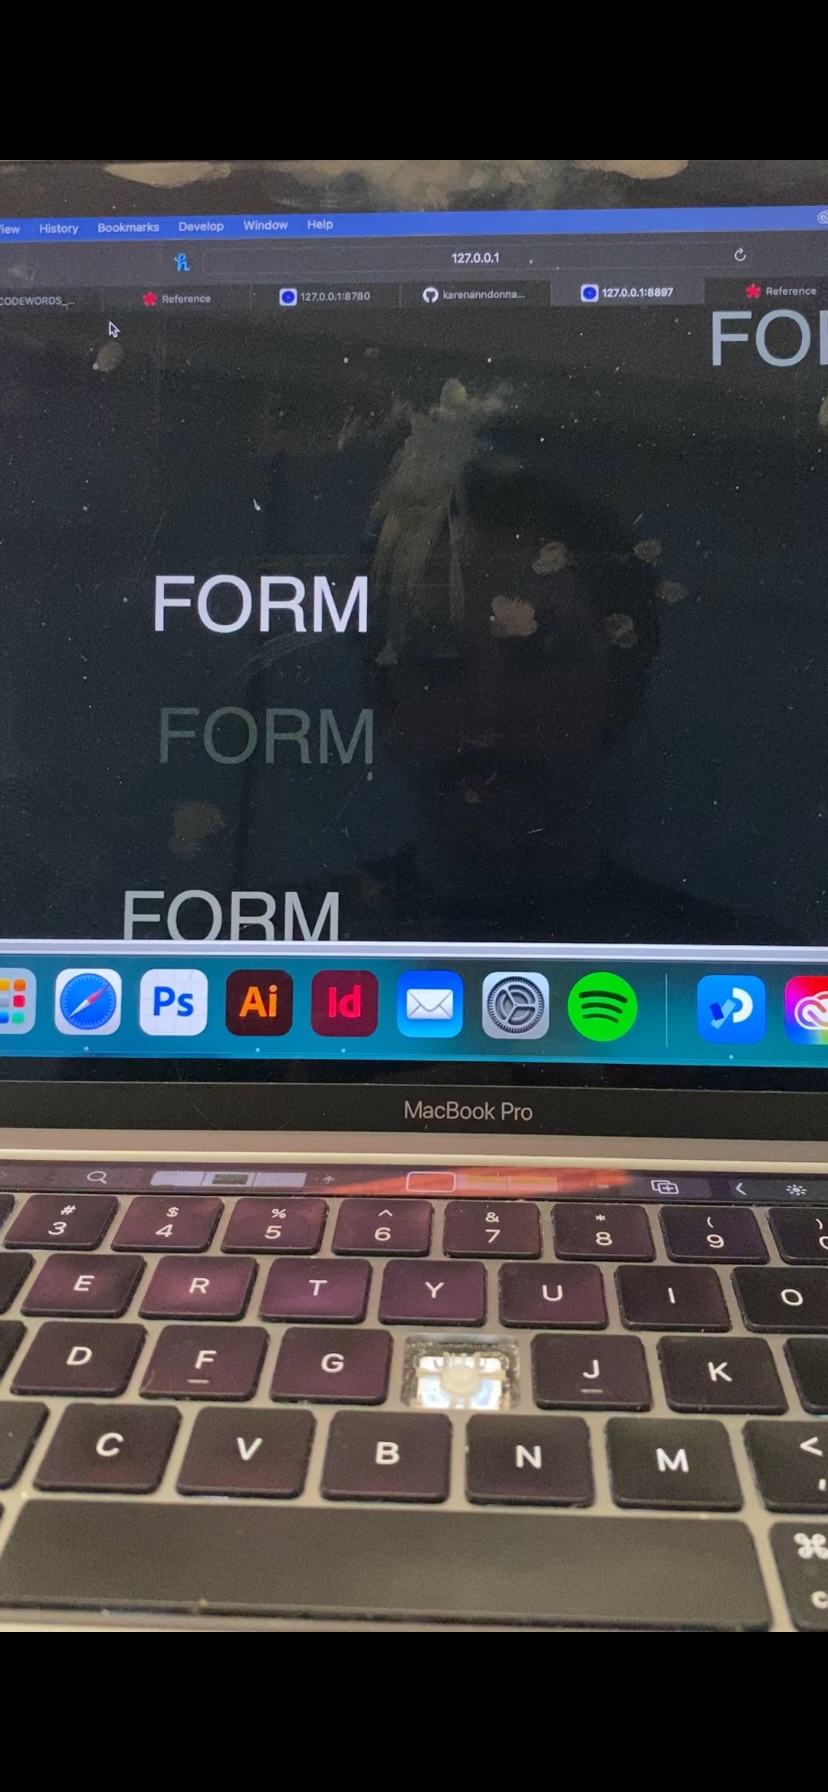 View History Bookmarks Develop Window Help
127.0.0.1
CODEWORDS_... Reference 127.0.0.1:8780 karenanndonna... 127.0.0.1:8897 Reference
FOR
FORM
FORM
FORM
Ps Ai Id
MacBook Pro
# 3 $ 4 % 5 ^ 6 & 7 * 8 ( 9 )
E R T Y U I O
D F G J K
C V B N M < ,
⌘
c